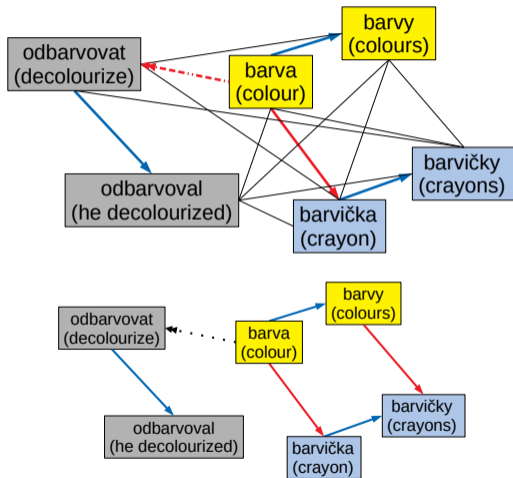 barvy
(colours)
odbarvovat
(decolourize)
barva
(colour)
barvičky
(crayons)
odbarvoval
(he decolourized)
barvička
(crayon)
barvy
(colours)
odbarvovat
(decolourize)
barva
(colour)
barvičky
(crayons)
odbarvoval
(he decolourized)
barvička
(crayon)